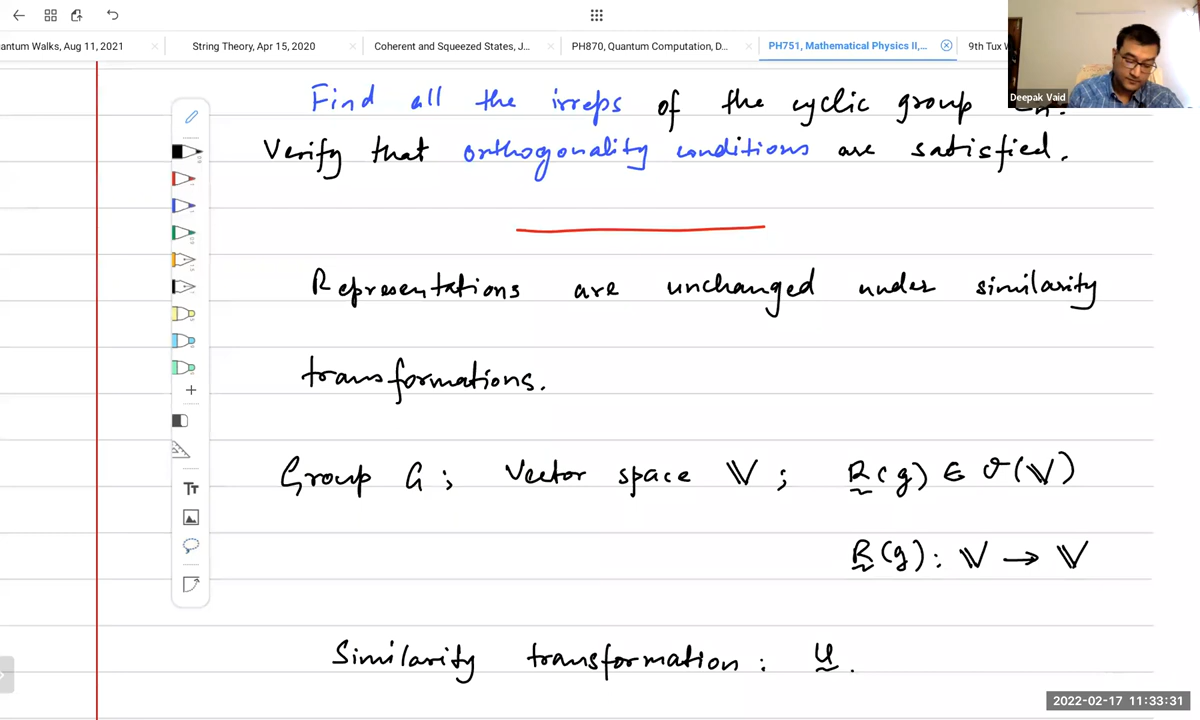 antum Walks, Aug 11, 2021
String Theory, Apr 15, 2020
Coherent and Squeezed States, J...
PH870, Quantum Computation, D...
PH751, Mathematical Physics II,...
9th Tux W
Deepak Vaid
Find all the irreps of the cyclic group
Verify that orthogonality conditions are satisfied.
Representations are unchanged under similarity
transformations.
Group G; Vector space 𝕍; R(g) ∈ O(𝕍)
R(g): 𝕍 → 𝕍
Similarity transformation: U.
TT
2022-02-17 11:33:31